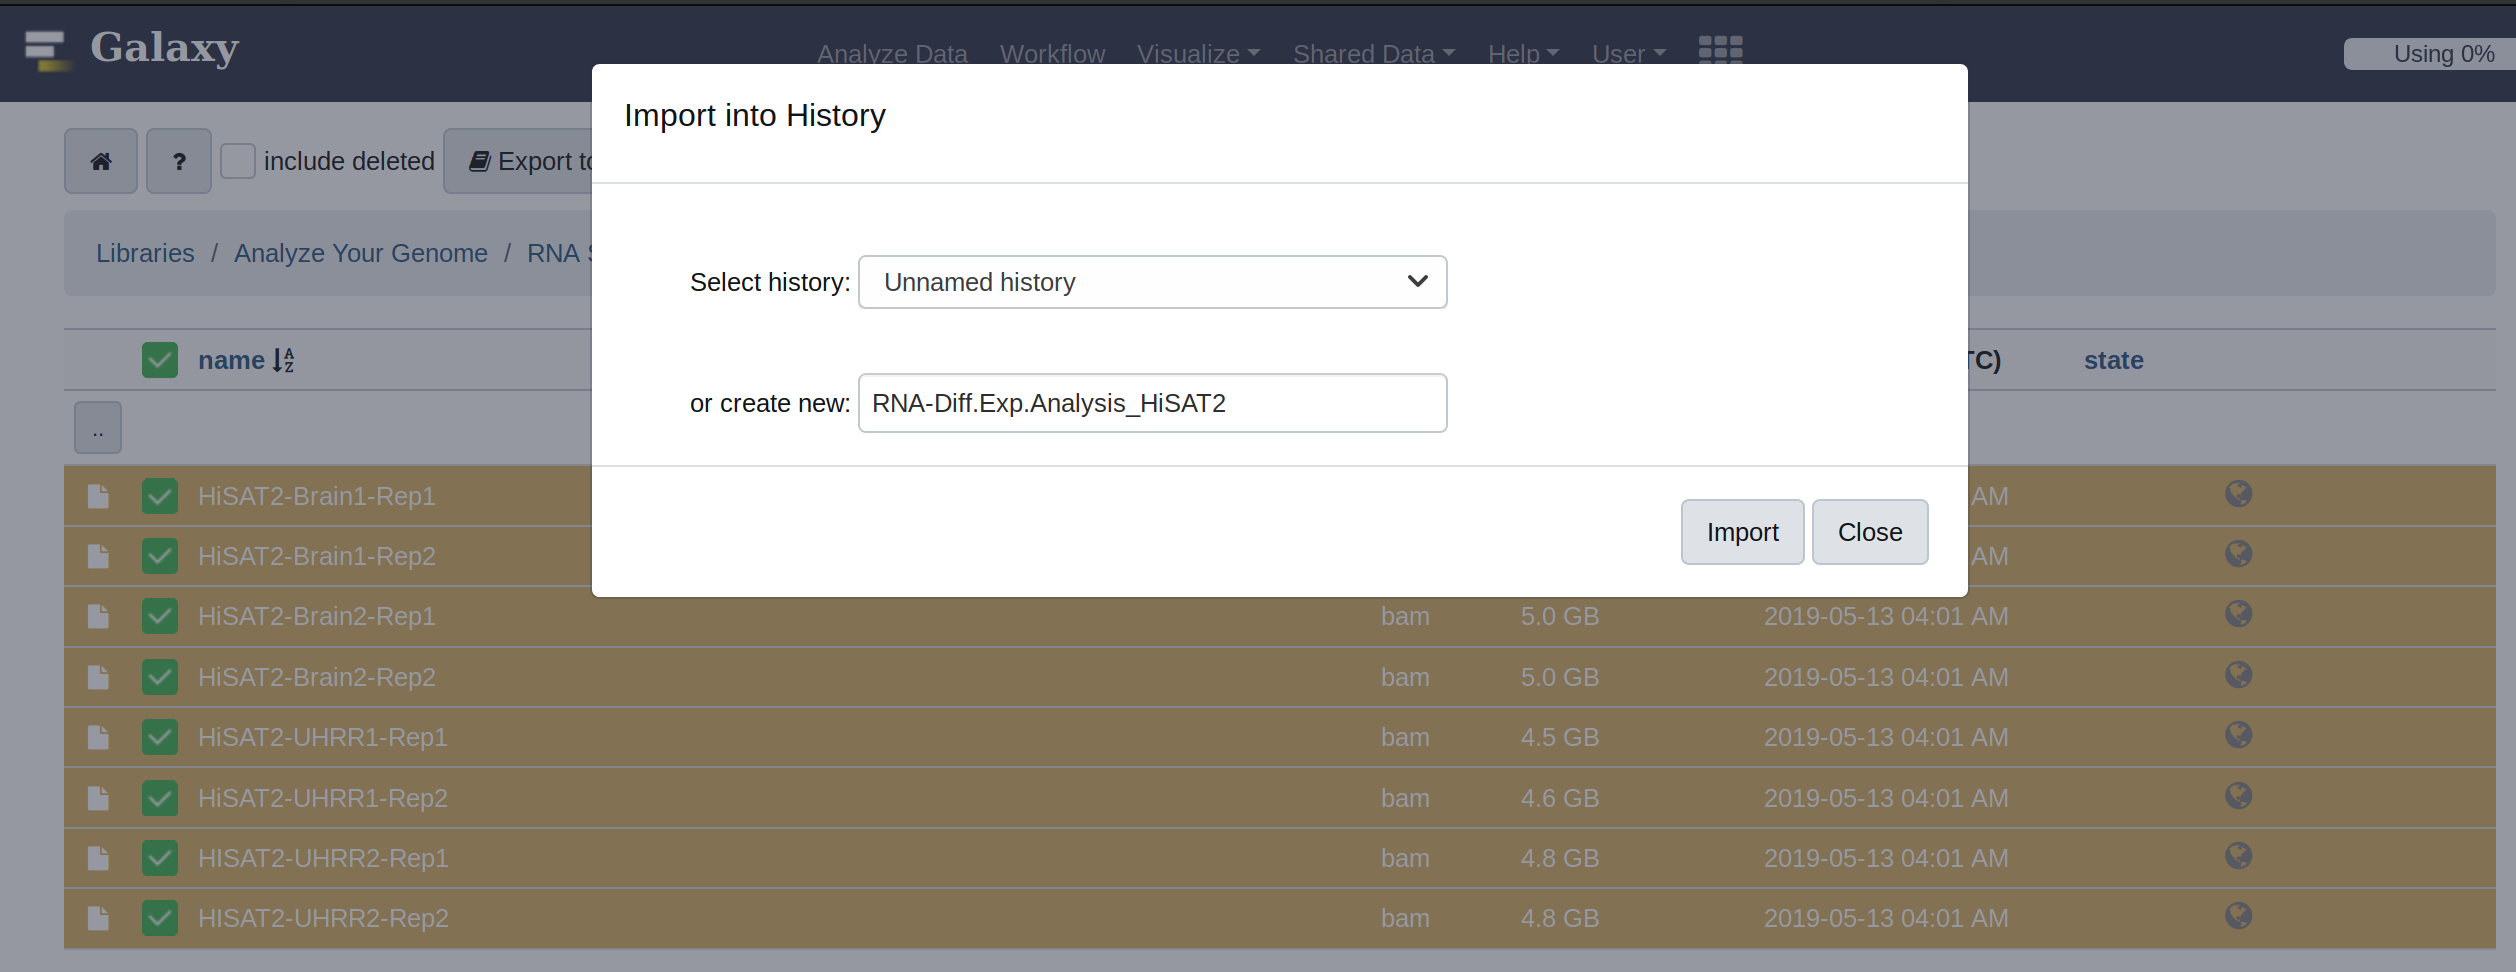 Galaxy
Analyze Data Workflow Visualize Shared Data Help User
Using 0%
? include deleted Export to
Libraries / Analyze Your Genome / RNA
Import into History
Select history: Unnamed history
or create new: RNA-Diff.Exp.Analysis_HiSAT2
Import Close
name AZ TC) state
..
HiSAT2-Brain1-Rep1 AM
HiSAT2-Brain1-Rep2 AM
HiSAT2-Brain2-Rep1 bam 5.0 GB 2019-05-13 04:01 AM
HiSAT2-Brain2-Rep2 bam 5.0 GB 2019-05-13 04:01 AM
HiSAT2-UHRR1-Rep1 bam 4.5 GB 2019-05-13 04:01 AM
HiSAT2-UHRR1-Rep2 bam 4.6 GB 2019-05-13 04:01 AM
HISAT2-UHRR2-Rep1 bam 4.8 GB 2019-05-13 04:01 AM
HISAT2-UHRR2-Rep2 bam 4.8 GB 2019-05-13 04:01 AM